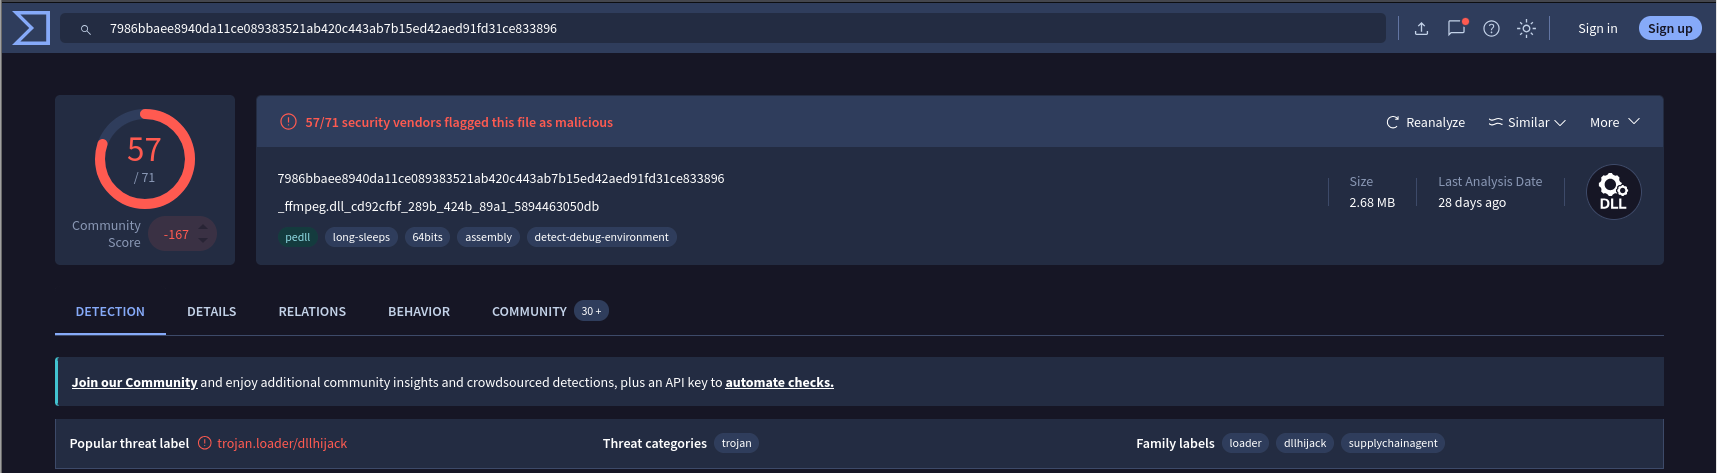 7986bbaee8940da11ce089383521ab420c443ab7b15ed42aed91fd31ce833896
Sign in
Sign up
57
/ 71
Community
Score
-167
57/71 security vendors flagged this file as malicious
Reanalyze
Similar
More
7986bbaee8940da11ce089383521ab420c443ab7b15ed42aed91fd31ce833896
_ffmpeg.dll_cd92cfbf_289b_424b_89a1_5894463050db
pedll long-sleeps 64bits assembly detect-debug-environment
Size
2.68 MB
Last Analysis Date
28 days ago
DLL
DETECTION DETAILS RELATIONS BEHAVIOR COMMUNITY 30 +
Join our Community and enjoy additional community insights and crowdsourced detections, plus an API key to automate checks.
Popular threat label trojan.loader/dllhijack
Threat categories trojan
Family labels loader dllhijack supplychainagent